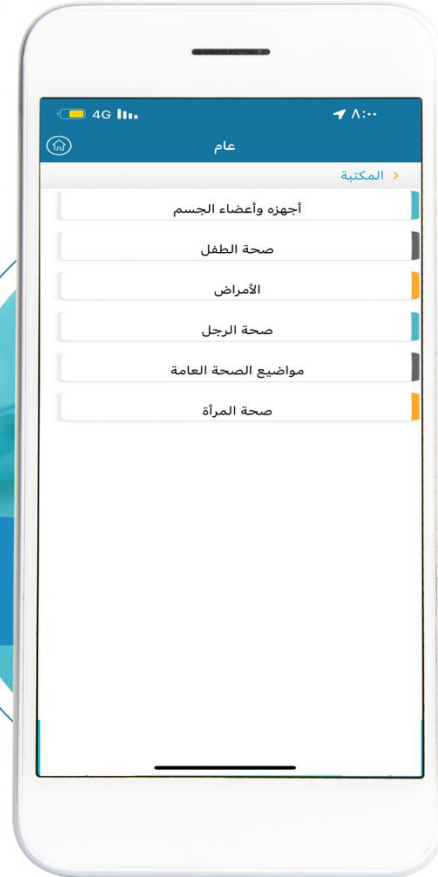 ٨:٠٠ 4G
عام
المكتبة >
أجهزه وأعضاء الجسم
صحة الطفل
الأمراض
صحة الرجل
مواضيع الصحة العامة
صحة المرأة